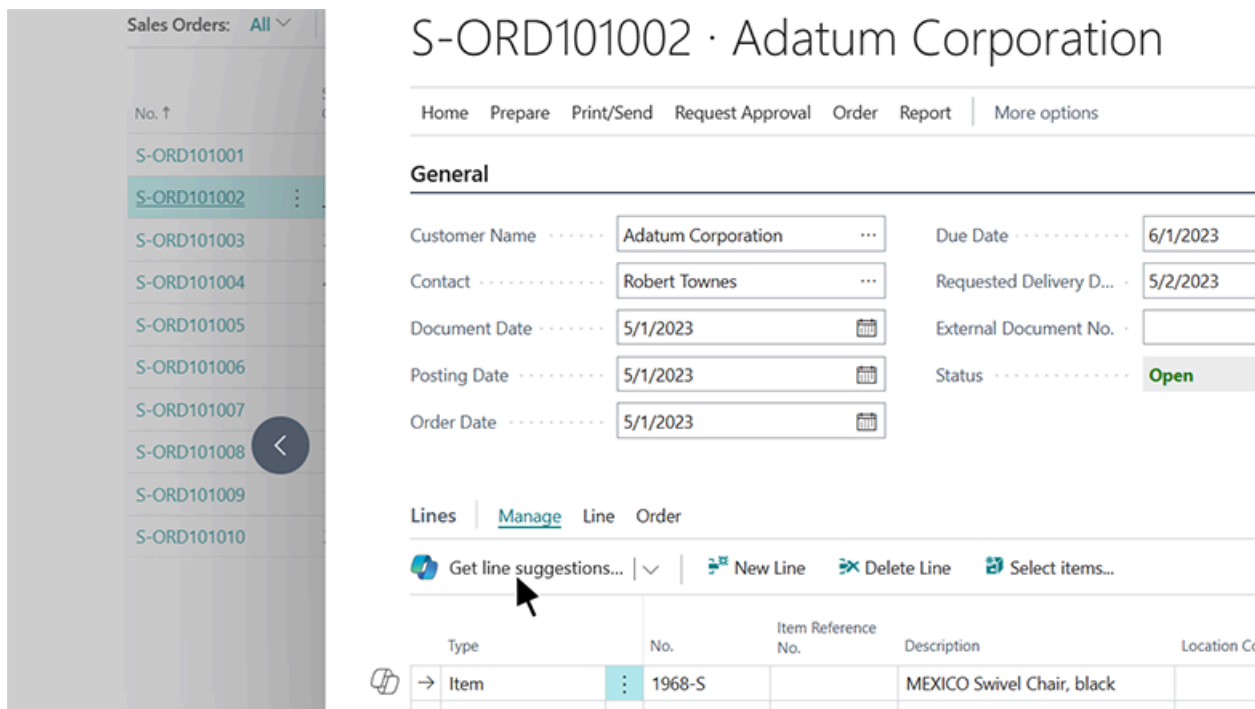 Sales Orders: All
No. ↑
S-ORD101001
S-ORD101002
S-ORD101003
S-ORD101004
S-ORD101005
S-ORD101006
S-ORD101007
S-ORD101008
S-ORD101009
S-ORD101010
S-ORD101002 · Adatum Corporation
Home Prepare Print/Send Request Approval Order Report More options
General
Customer Name Adatum Corporation ...
Due Date 6/1/2023
Contact Robert Townes ...
Requested Delivery D... 5/2/2023
Document Date 5/1/2023
External Document No.
Posting Date 5/1/2023
Status Open
Order Date 5/1/2023
Lines Manage Line Order
Get line suggestions... New Line Delete Line Select items...
Type No. Item Reference No. Description Location
Item 1968-S MEXICO Swivel Chair, black